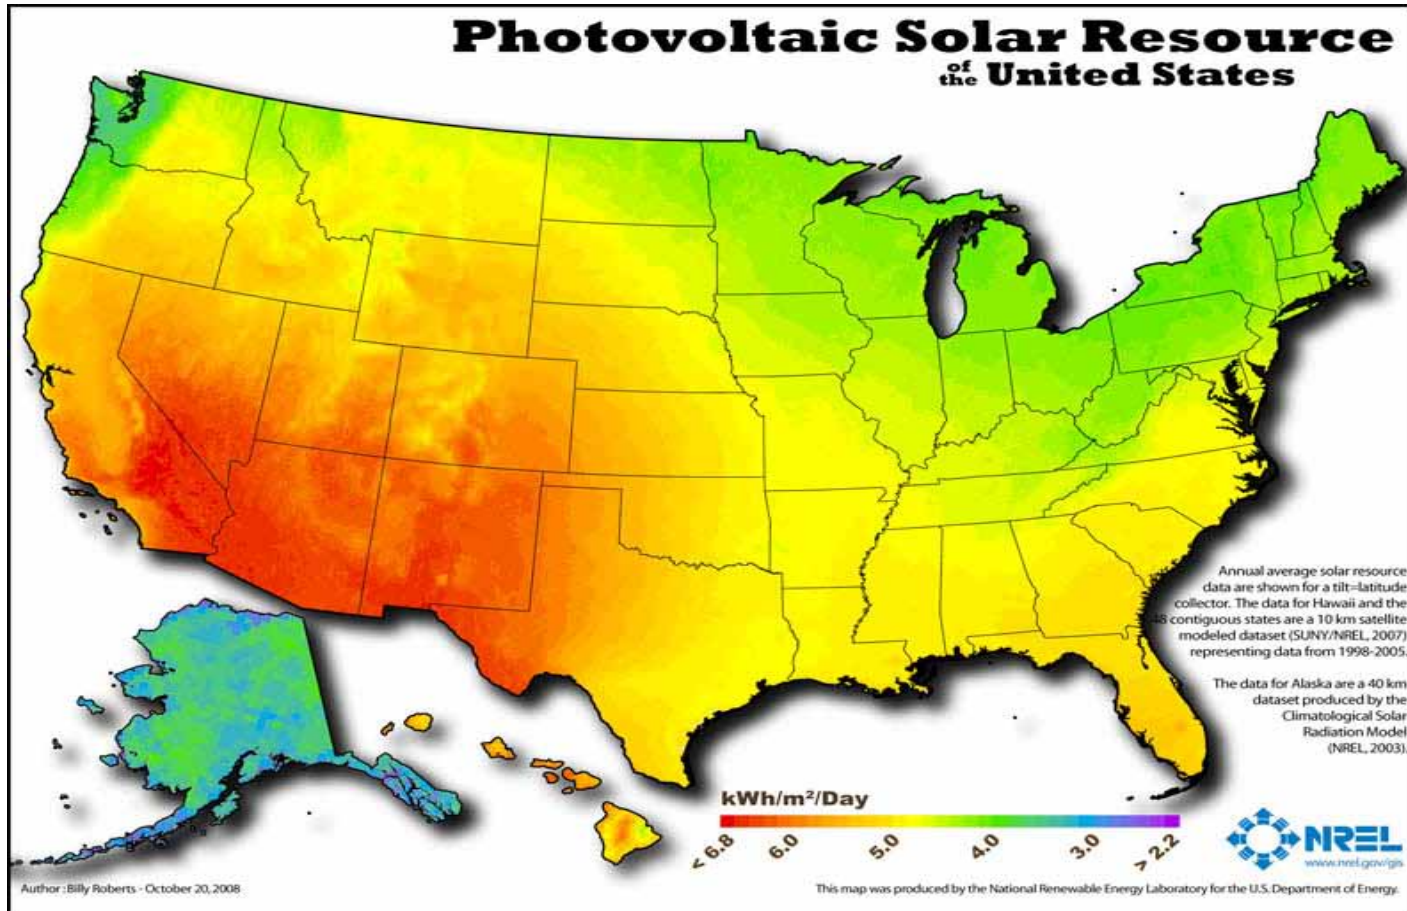 Photovoltaic Solar Resource
of the United States
Annual average solar resource
data are shown for a tilt=latitude
collector. The data for Hawaii and the
48 contiguous states are a 10 km satellite
modeled dataset (SUNY/NREL, 2007)
representing data from 1998-2005.
The data for Alaska are a 40 km
dataset produced by the
Climatological Solar
Radiation Model
(NREL, 2003).
kWh/m²/Day
< 6.8 6.0 5.0 4.0 3.0 > 2.2
NREL
www.nrel.gov/gis
Author : Billy Roberts - October 20, 2008
This map was produced by the National Renewable Energy Laboratory for the U.S. Department of Energy.